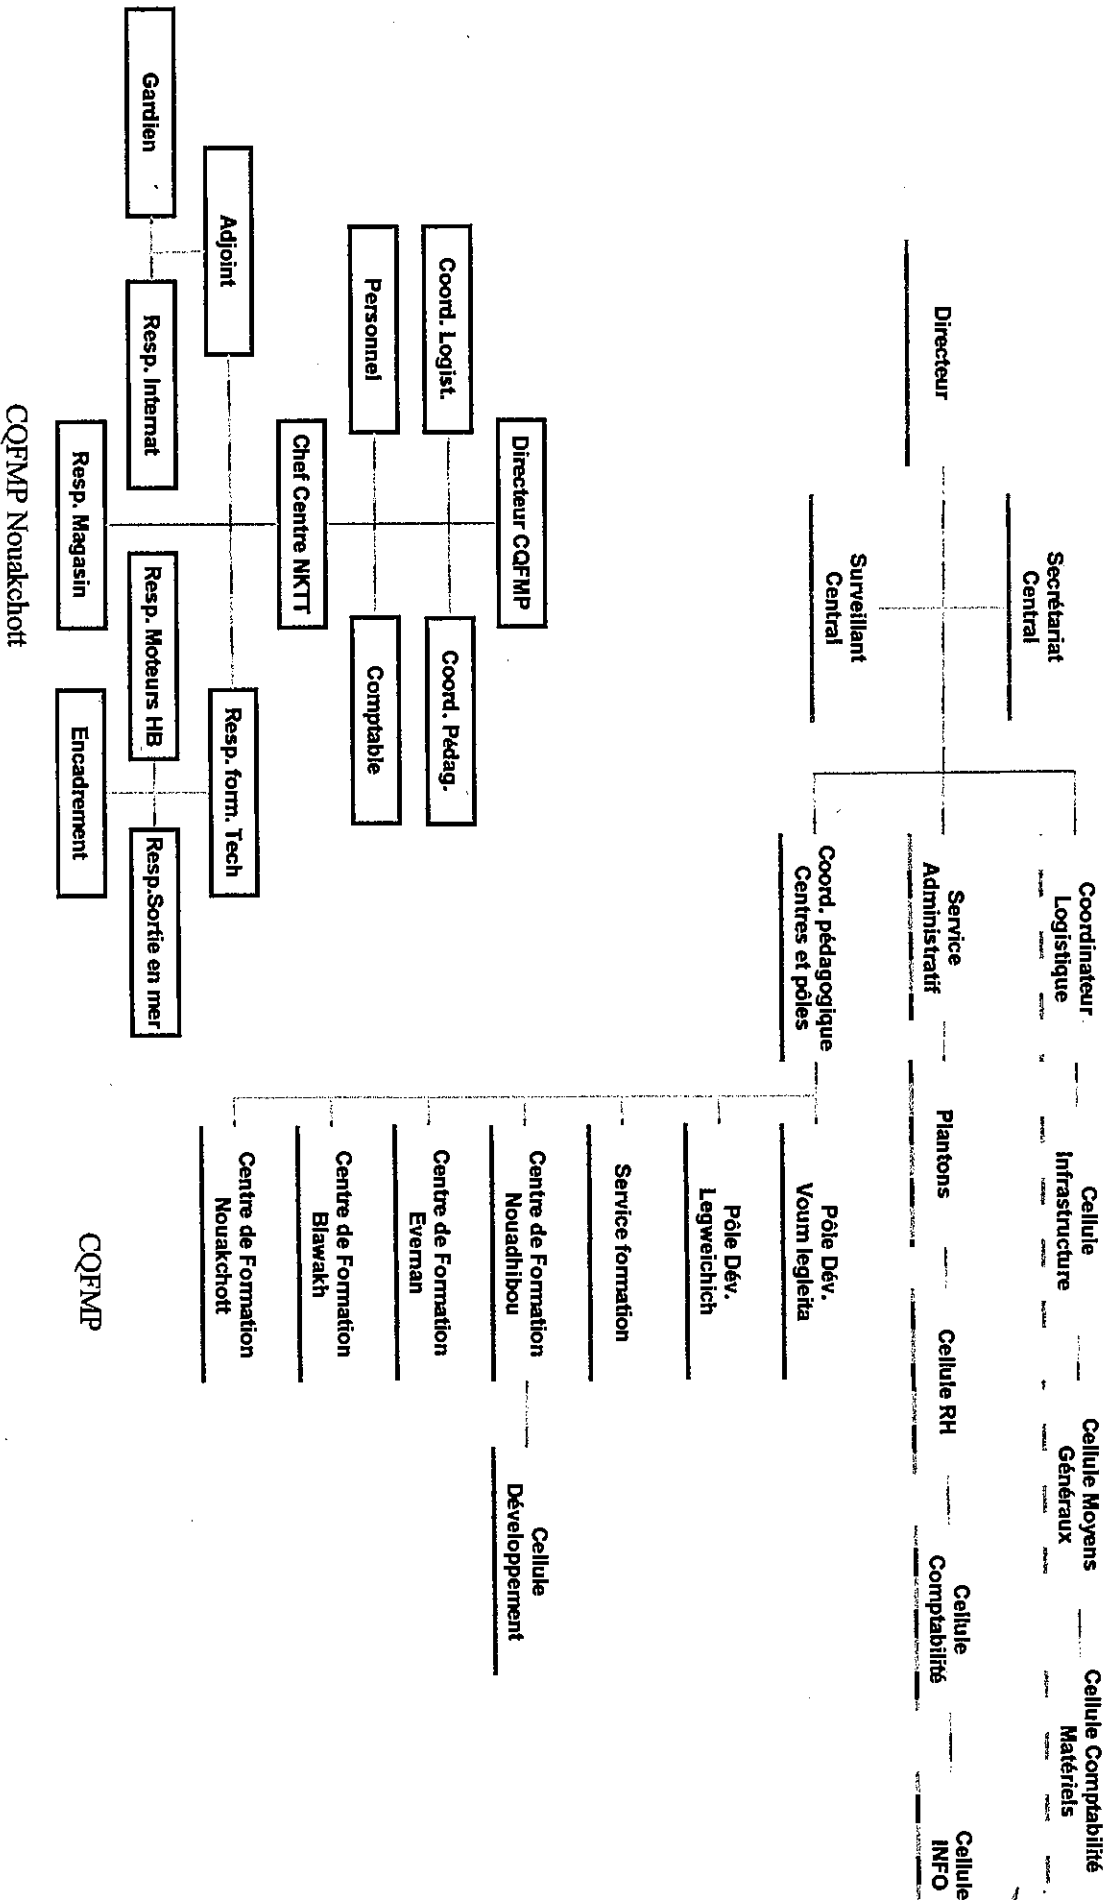 Directeur
Secrétariat
Central
Surveillant
Central
Coordinateur
Logistique
Cellule
Infrastructure
Cellule Moyens
Généraux
Cellule Comptabilité
Matériels
Service
Administratif
Plantons
Cellule RH
Cellule
Comptabilité
Cellule
INFO
Coord. pédagogique
Centres et pôles
Pôle Dév.
Voum legleita
Pôle Dév.
Legweichich
Service formation
Centre de Formation
Nouadhibou
Cellule
Développement
Centre de Formation
Evernan
Centre de Formation
Blawakh
Centre de Formation
Nouakchott
CQFMP
Directeur CQFMP
Coord. Logist.
Coord. Pédag.
Personnel
Comptable
Chef Centre NKTT
Adjoint
Resp. form. Tech
Gardien
Resp. Internat
Resp. Moteurs HB
Resp.Sortie en mer
Resp. Magasin
Encadrement
CQFMP Nouakchott